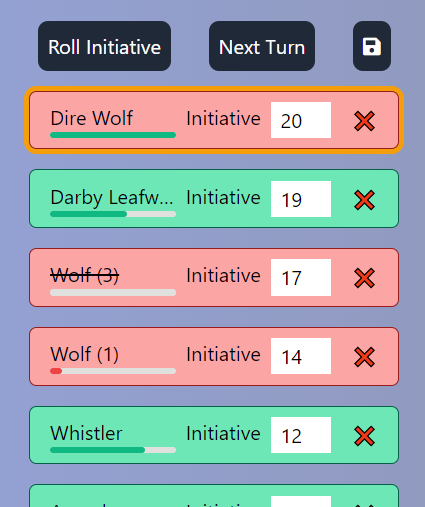 Roll Initiative Next Turn
Dire Wolf Initiative 20
Darby Leafw... Initiative 19
Wolf (3) Initiative 17
Wolf (1) Initiative 14
Whistler Initiative 12